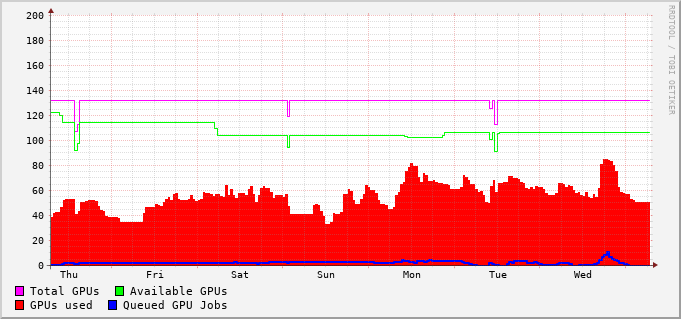 200
180
160
140
120
100
80
60
40
20
0
Thu Fri Sat Sun Mon Tue Wed
Total GPUs Available GPUs
GPUs used Queued GPU Jobs
RRDTOOL / TOBI OETIKER